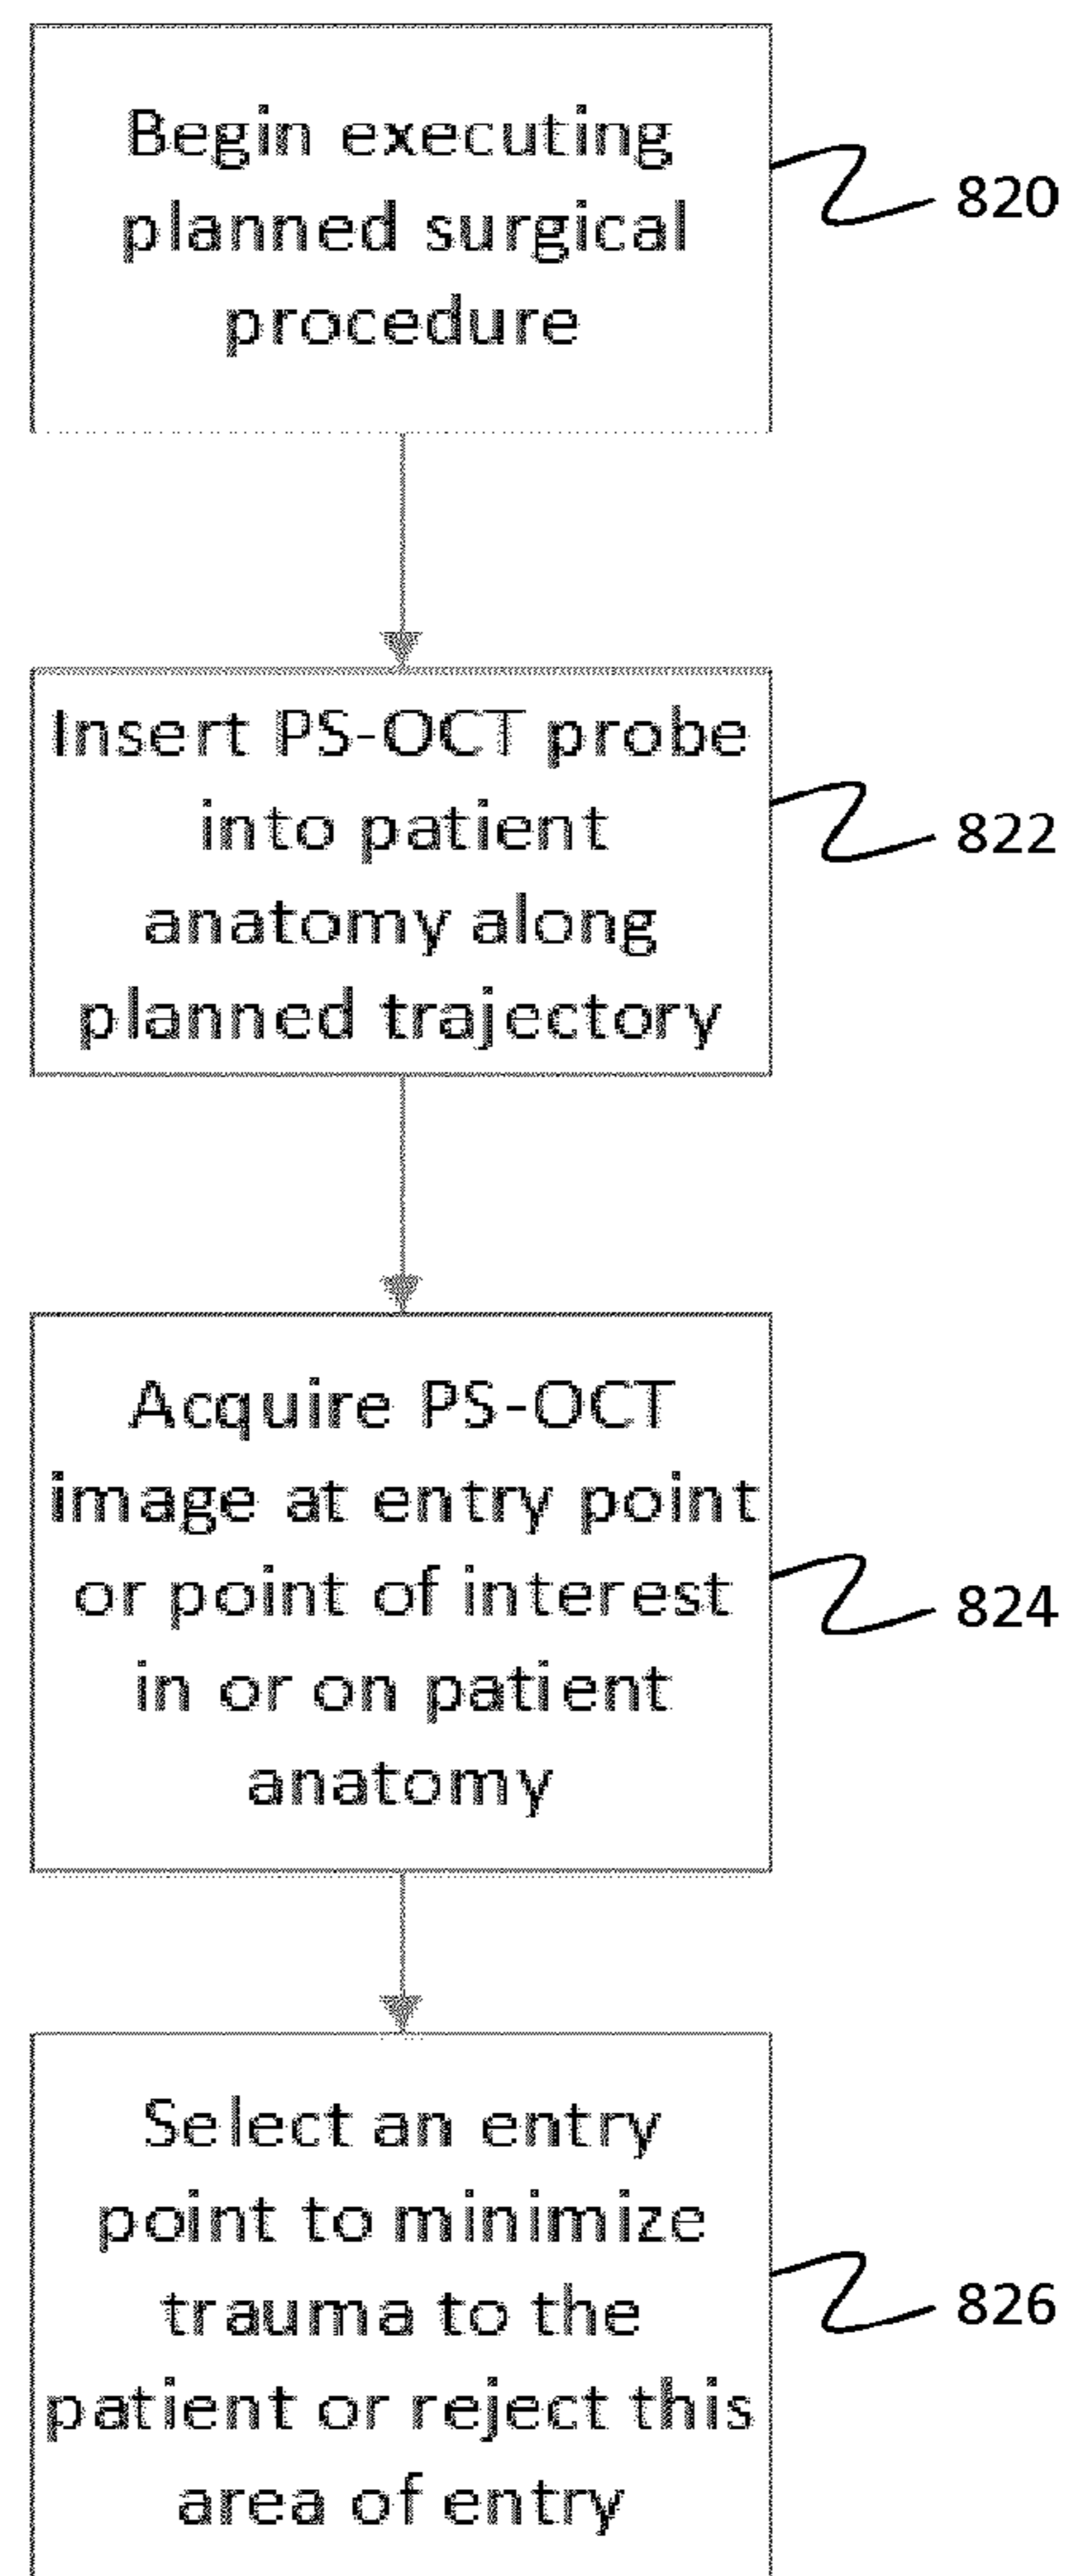 Begin executing
planned surgical
procedure
820
Insert PS-OCT probe
into patient
anatomy along
planned trajectory
822
Acquire PS-OCT
image at entry point
or point of interest
in or on patient
anatomy
824
Select an entry
point to minimize
trauma to the
patient or reject this
area of entry
826